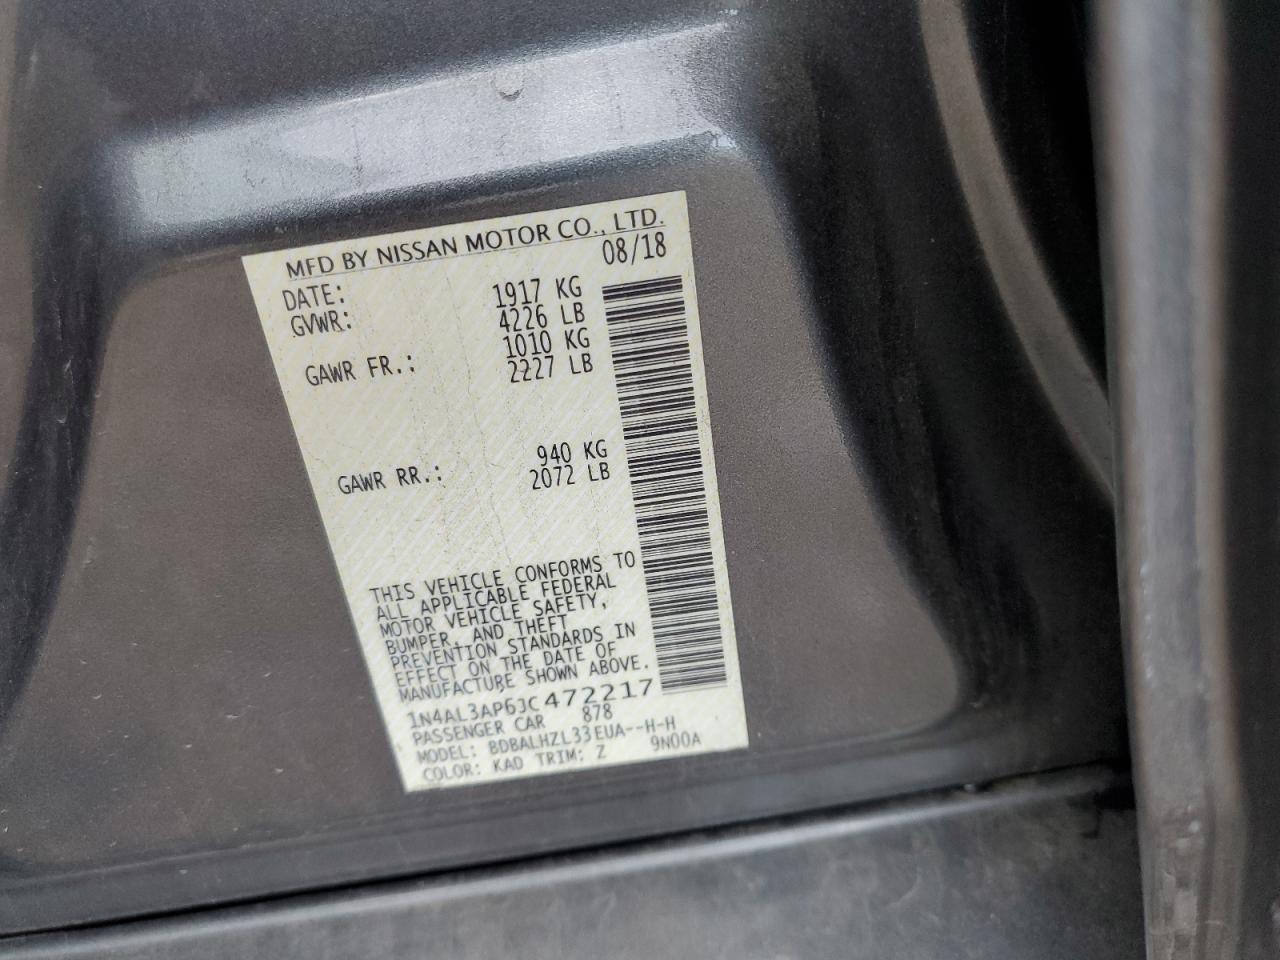 MFD BY NISSAN MOTOR CO., LTD.
DATE: 08/18
GVWR: 1917 KG
4226 LB
GAWR FR.: 1010 KG
2227 LB
GAWR RR.: 940 KG
2072 LB
THIS VEHICLE CONFORMS TO
ALL APPLICABLE FEDERAL
MOTOR VEHICLE SAFETY,
BUMPER, AND THEFT
PREVENTION STANDARDS IN
EFFECT ON THE DATE OF
MANUFACTURE SHOWN ABOVE.
1N4AL3AP63C472217
PASSENGER CAR 878
MODEL: BDBALHZL33EUA--H-H
COLOR: KAD TRIM: Z 9N00A